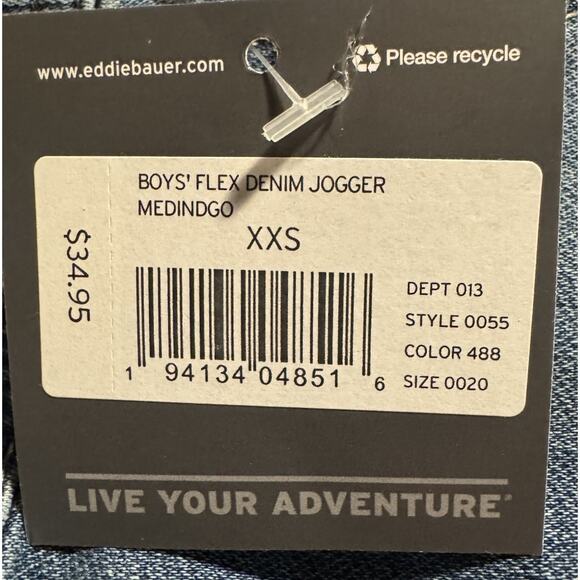 www.eddiebauer.com
Please recycle
BOYS' FLEX DENIM JOGGER
MEDINDGO
XXS
$34.95
DEPT 013
STYLE 0055
COLOR 488
SIZE 0020
1 94134 04851 6
LIVE YOUR ADVENTURE